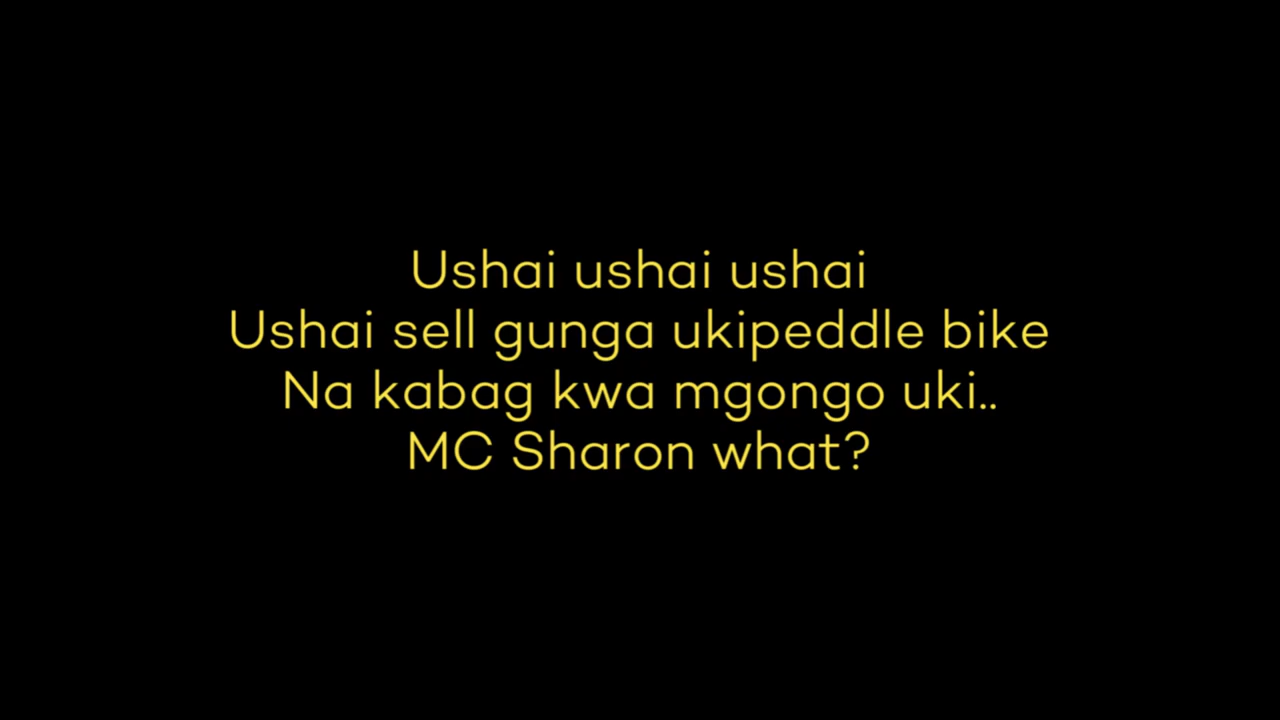 Ushai ushai ushai
Ushai sell gunga ukipeddle bike
Na kabag kwa mgongo uki..
MC Sharon what?